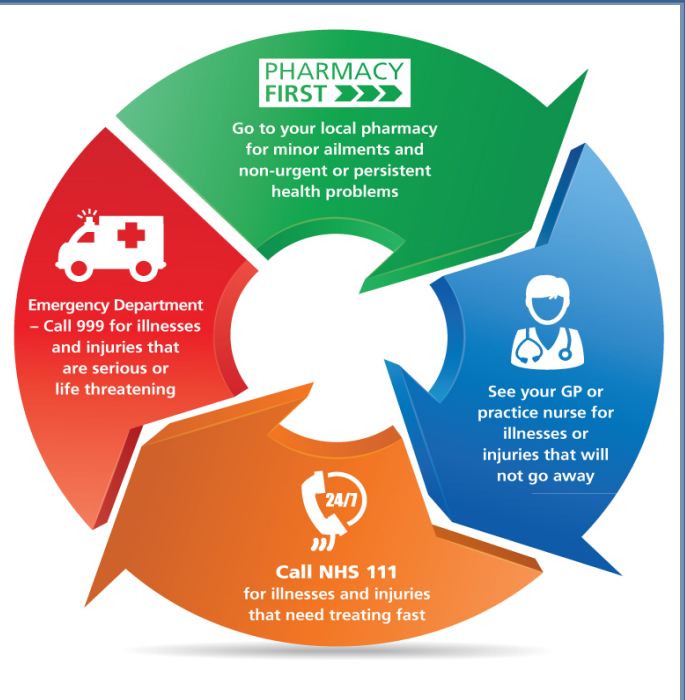 PHARMACY
FIRST
Go to your local pharmacy
for minor ailments and
non-urgent or persistent
health problems
See your GP or
practice nurse for
illnesses or
injuries that will
not go away
24/7
Call NHS 111
for illnesses and injuries
that need treating fast
Emergency Department
– Call 999 for illnesses
and injuries that
are serious or
life threatening